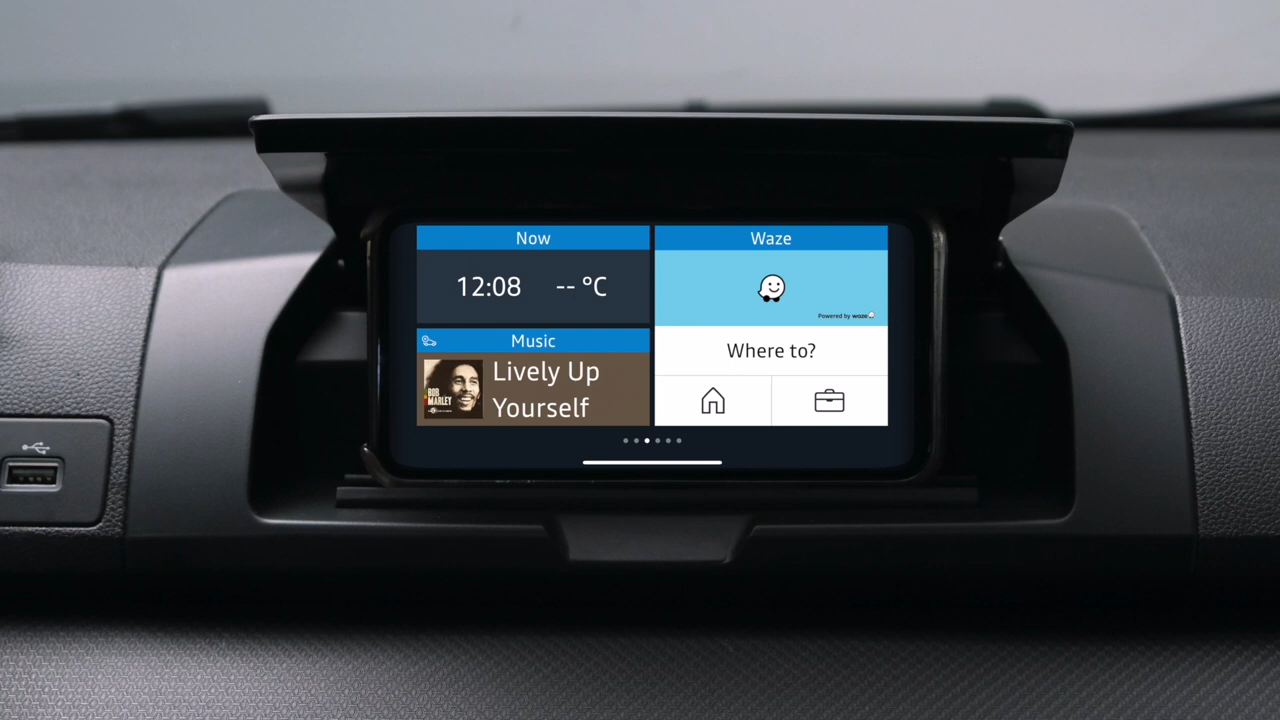 Now
12:08 -- °C
Music
BOB
MARLEY
Lively Up
Yourself
Waze
Powered by waze
Where to?